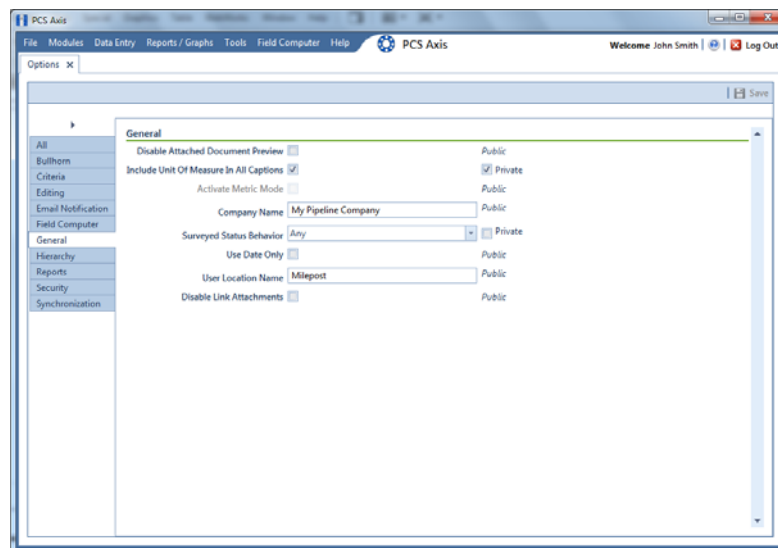 PCS Axis
File Modules Data Entry Reports / Graphs Tools Field Computer Help PCS Axis Welcome John Smith Log Out
Options x
Save
General
All
Bullhorn
Criteria
Editing
Email Notification
Field Computer
General
Hierarchy
Reports
Security
Synchronization
Disable Attached Document Preview Public
Include Unit Of Measure In All Captions Private
Activate Metric Mode Public
Company Name My Pipeline Company Public
Surveyed Status Behavior Any Private
Use Date Only Public
User Location Name Milepost Public
Disable Link Attachments Public